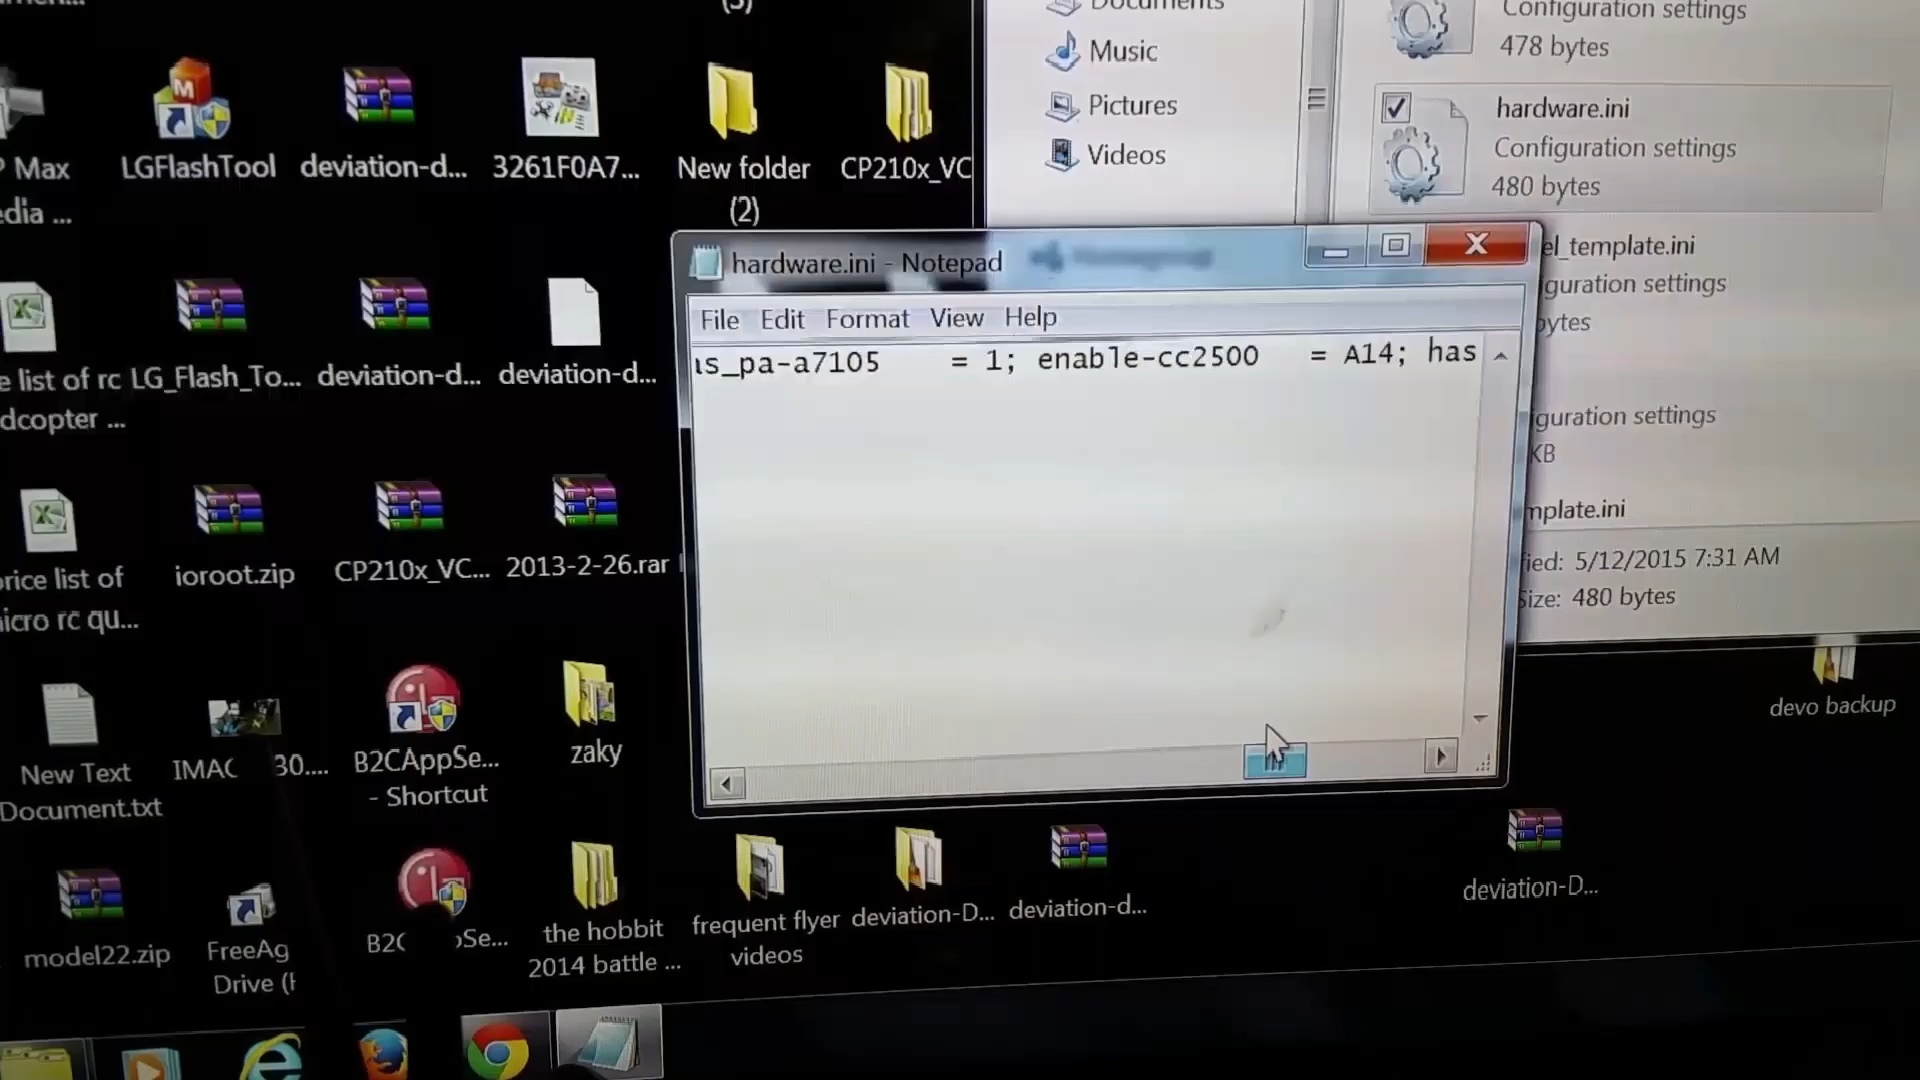 (3)
Documents
Configuration settings
478 bytes
Music
Pictures
Videos
hardware.ini
Configuration settings
480 bytes
P Max
edia ...
LGFlashTool
deviation-d...
3261F0A7...
New folder
(2)
CP210x_VC
hardware.ini - Notepad
File Edit Format View Help
us_pa-a7105 = 1; enable-cc2500 = A14; has
el_template.ini
guration settings
bytes
guration settings
KB
mplate.ini
fied: 5/12/2015 7:31 AM
Size: 480 bytes
e list of rc
dcopter ...
LG_Flash_To...
deviation-d...
deviation-d...
price list of
micro rc qu...
ioroot.zip
CP210x_VC...
2013-2-26.rar
New Text
Document.txt
IMAC 30....
B2CAppSe...
- Shortcut
zaky
devo backup
model22.zip
FreeAg
Drive (F
B2C pSe...
the hobbit
2014 battle ...
frequent flyer
videos
deviation-D...
deviation-d...
deviation-D...